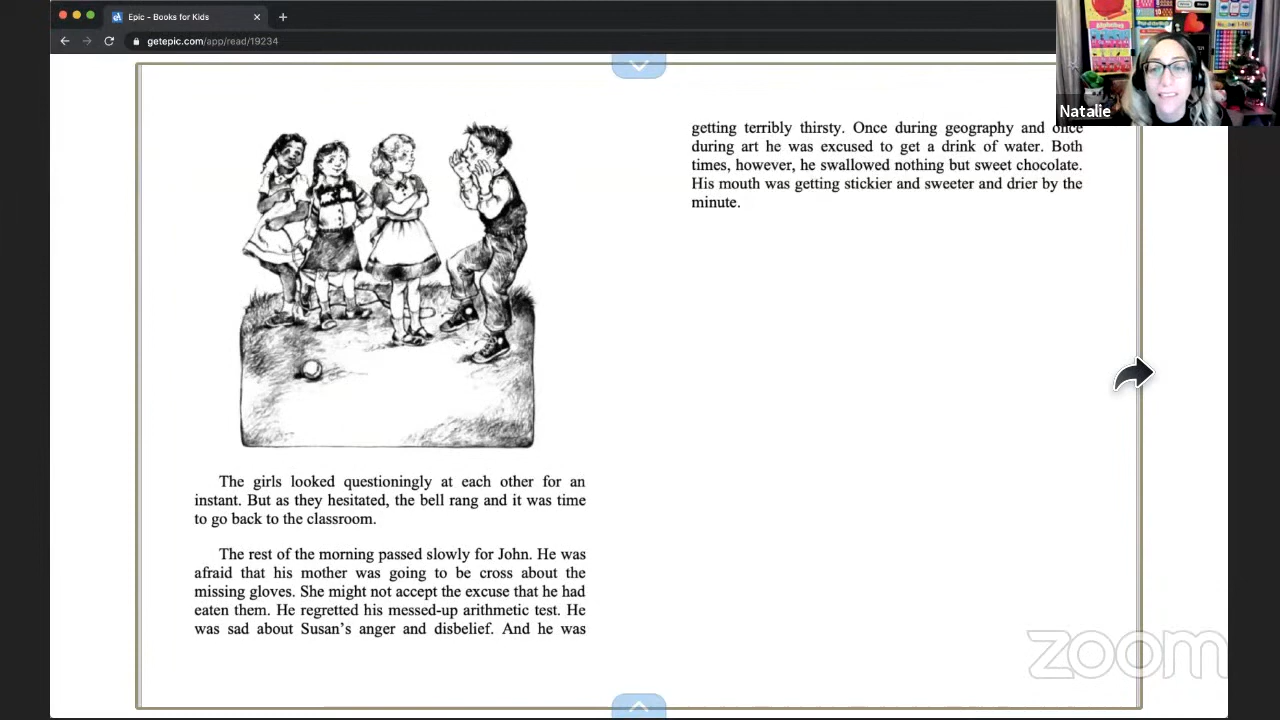 Epic - Books for Kids
getepic.com/app/read/19234
Natalie
The girls looked questioningly at each other for an
instant. But as they hesitated, the bell rang and it was time
to go back to the classroom.
The rest of the morning passed slowly for John. He was
afraid that his mother was going to be cross about the
missing gloves. She might not accept the excuse that he had
eaten them. He regretted his messed-up arithmetic test. He
was sad about Susan's anger and disbelief. And he was
getting terribly thirsty. Once during geography and once
during art he was excused to get a drink of water. Both
times, however, he swallowed nothing but sweet chocolate.
His mouth was getting stickier and sweeter and drier by the
minute.
zoom